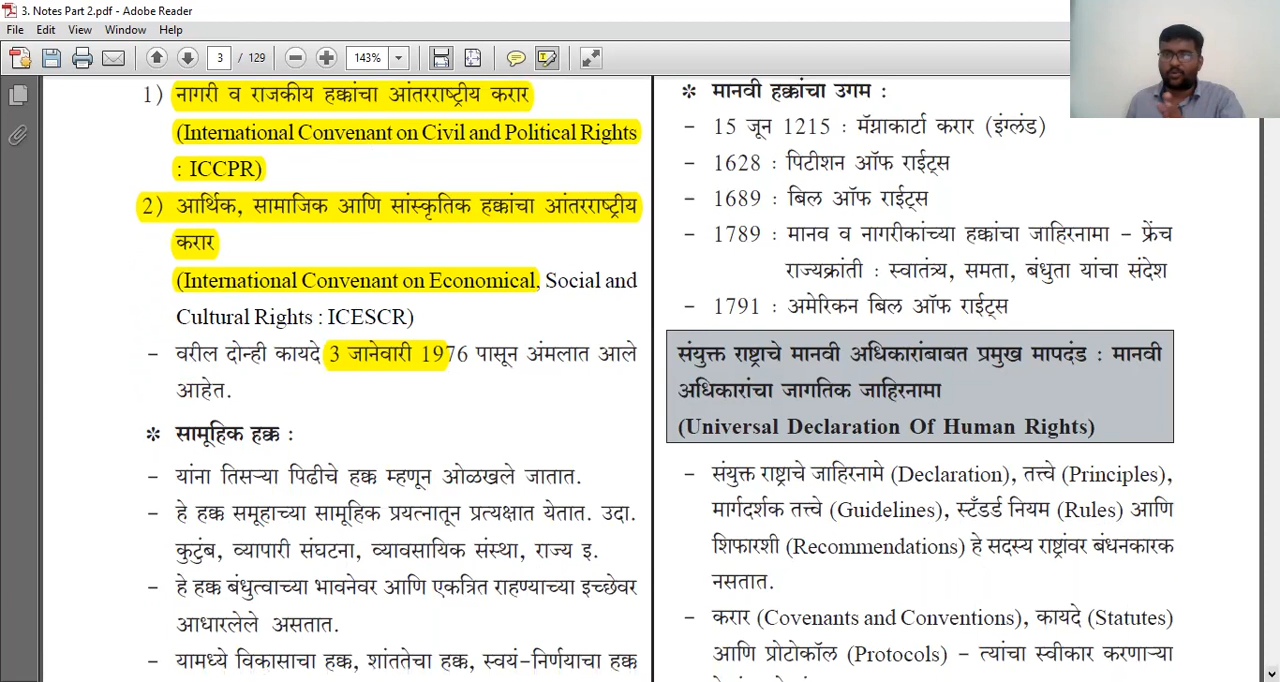 3. Notes Part 2.pdf - Adobe Reader
File Edit View Window Help
3 / 129 143%
1) नागरी व राजकीय हक्कांचा आंतरराष्ट्रीय करार
(International Convenant on Civil and Political Rights
: ICCPR)
2) आर्थिक, सामाजिक आणि सांस्कृतिक हक्कांचा आंतरराष्ट्रीय
करार
(International Convenant on Economical, Social and
Cultural Rights : ICESCR)
- वरील दोन्ही कायदे 3 जानेवारी 1976 पासून अंमलात आले
आहेत.
* सामूहिक हक्क :
- यांना तिसऱ्या पिढीचे हक्क म्हणून ओळखले जातात.
- हे हक्क समूहाच्या सामूहिक प्रयत्नातून प्रत्यक्षात येतात. उदा.
कुटुंब, व्यापारी संघटना, व्यावसायिक संस्था, राज्य इ.
- हे हक्क बंधुत्वाच्या भावनेवर आणि एकत्रित राहण्याच्या इच्छेवर
आधारलेले असतात.
- यामध्ये विकासाचा हक्क, शांततेचा हक्क, स्वयं-निर्णयाचा हक्क
* मानवी हक्कांचा उगम :
- 15 जून 1215 : मॅग्नाकार्टा करार (इंग्लंड)
- 1628 : पिटीशन ऑफ राईट्स
- 1689 : बिल ऑफ राईट्स
- 1789 : मानव व नागरीकांच्या हक्कांचा जाहिरनामा - फ्रेंच
राज्यक्रांती : स्वातंत्र्य, समता, बंधुता यांचा संदेश
- 1791 : अमेरिकन बिल ऑफ राईट्स
संयुक्त राष्ट्राचे मानवी अधिकारांबाबत प्रमुख मापदंड : मानवी
अधिकारांचा जागतिक जाहिरनामा
(Universal Declaration Of Human Rights)
- संयुक्त राष्ट्राचे जाहिरनामे (Declaration), तत्त्वे (Principles),
मार्गदर्शक तत्त्वे (Guidelines), स्टँडर्ड नियम (Rules) आणि
शिफारशी (Recommendations) हे सदस्य राष्ट्रांवर बंधनकारक
नसतात.
- करार (Covenants and Conventions), कायदे (Statutes)
आणि प्रोटोकॉल (Protocols) - त्यांचा स्वीकार करणाऱ्या